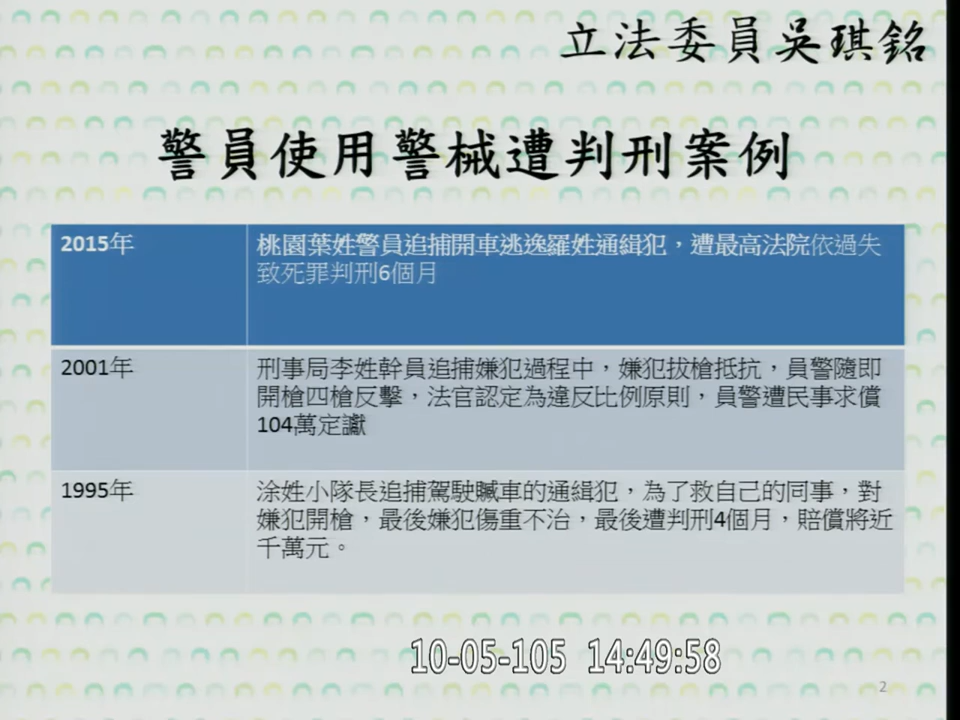 立法委員吳琪銘
警員使用警械遭判刑案例
2015年
桃園葉姓警員追捕開車逃逸羅姓通緝犯，遭最高法院依過失
致死罪判刑6個月
2001年
刑事局李姓幹員追捕嫌犯過程中，嫌犯拔槍抵抗，員警隨即
開槍四槍反擊，法官認定為違反比例原則，員警遭民事求償
104萬定讞
1995年
涂姓小隊長追捕駕駛贓車的通緝犯，為了救自己的同事，對
嫌犯開槍，最後嫌犯傷重不治，最後遭判刑4個月，賠償將近
千萬元。
10-05-105 14:49:58
2